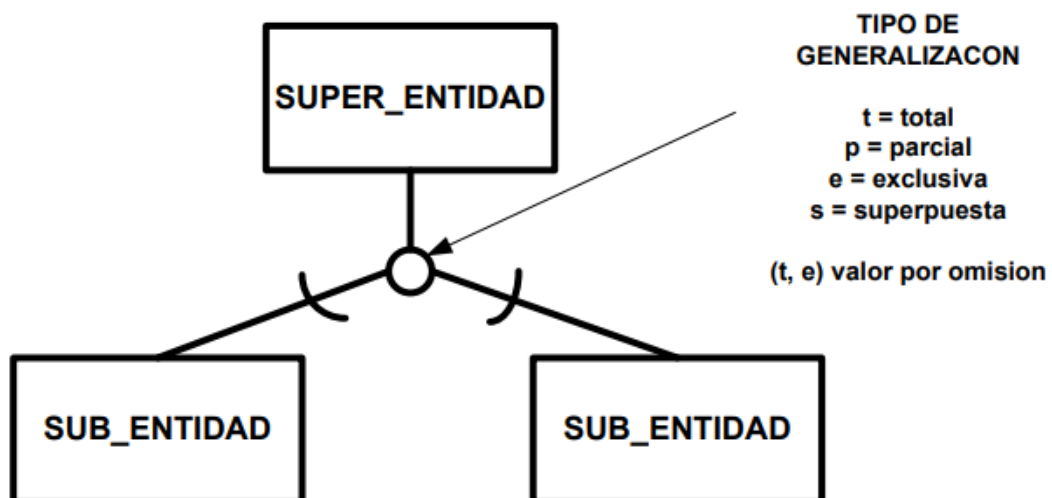 TIPO DE
GENERALIZACON
SUPER_ENTIDAD
t = total
p = parcial
e = exclusiva
s = superpuesta
(t, e) valor por omision
SUB_ENTIDAD
SUB_ENTIDAD